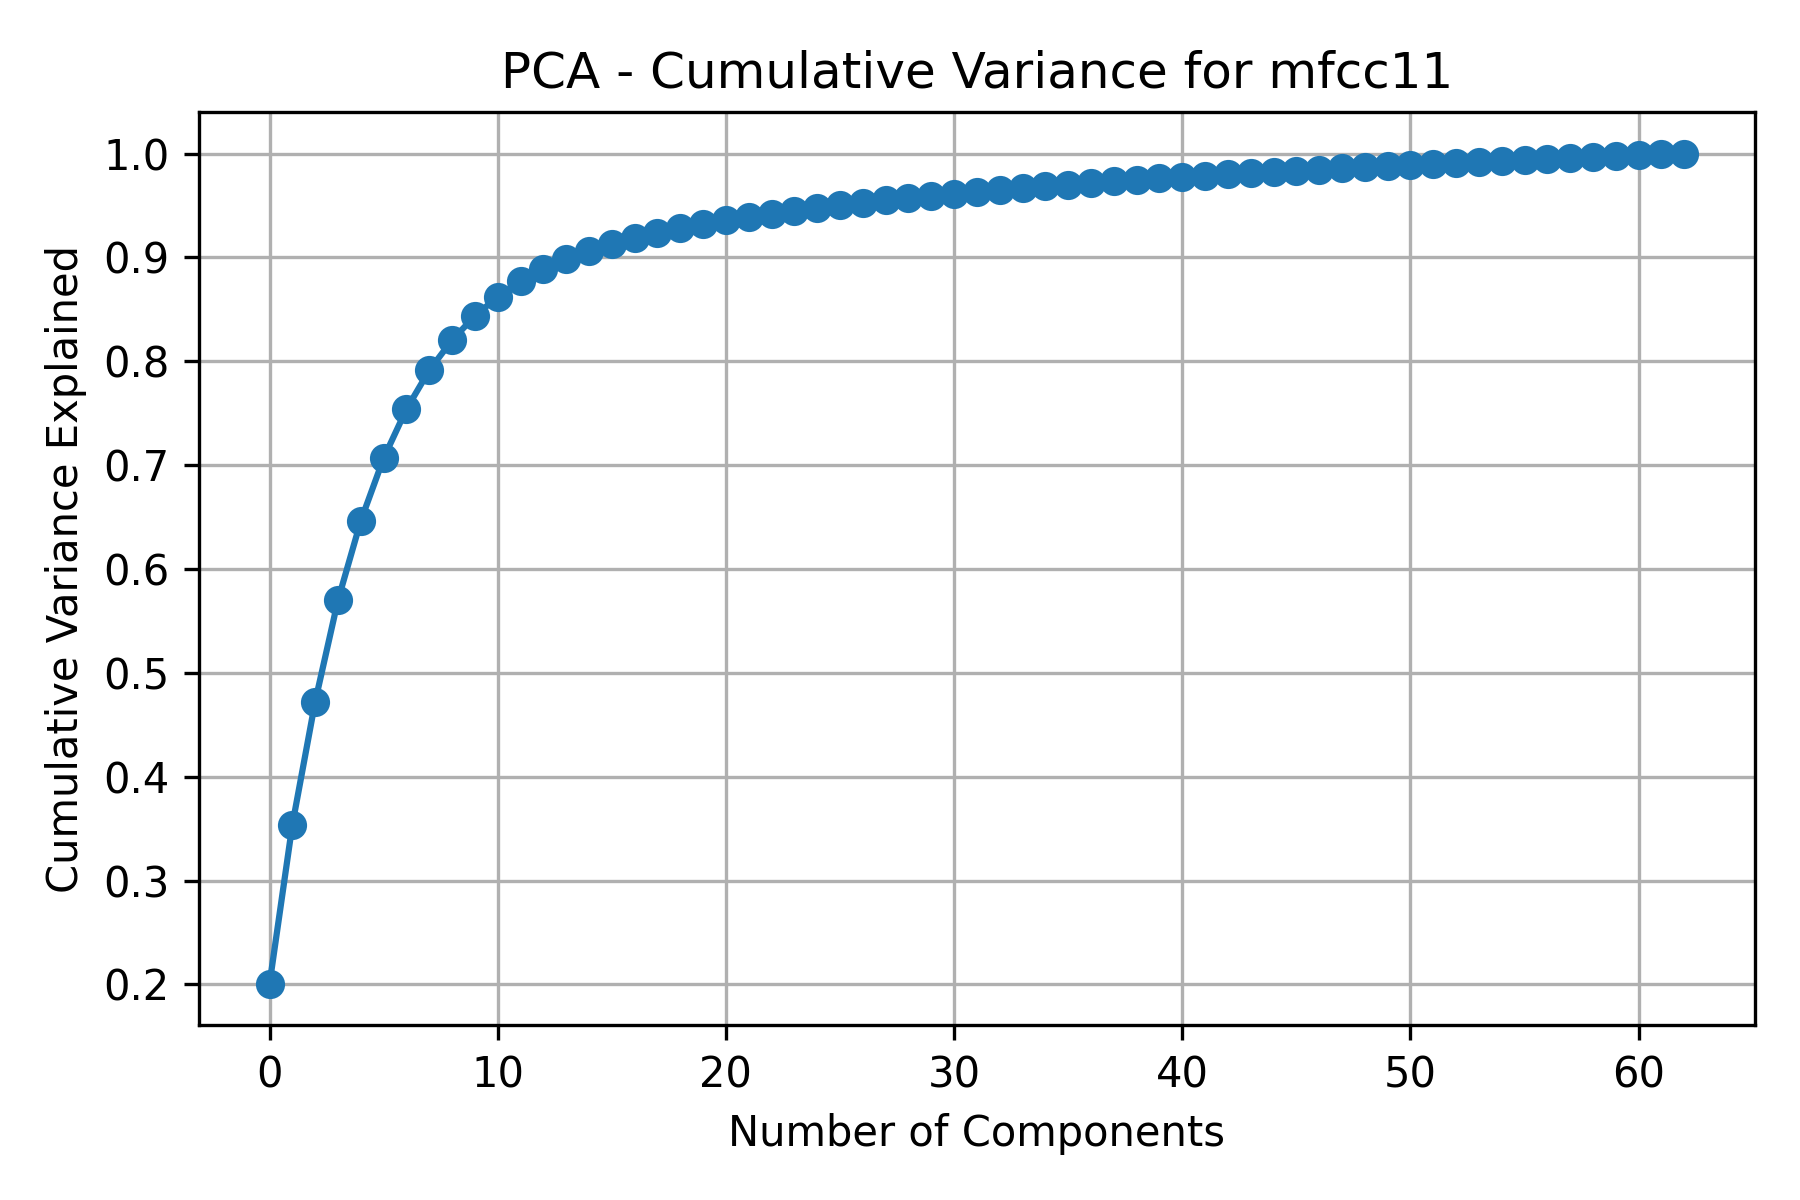 PCA - Cumulative Variance for mfcc11
Cumulative Variance Explained
1.0
0.9
0.8
0.7
0.6
0.5
0.4
0.3
0.2
0 10 20 30 40 50 60
Number of Components